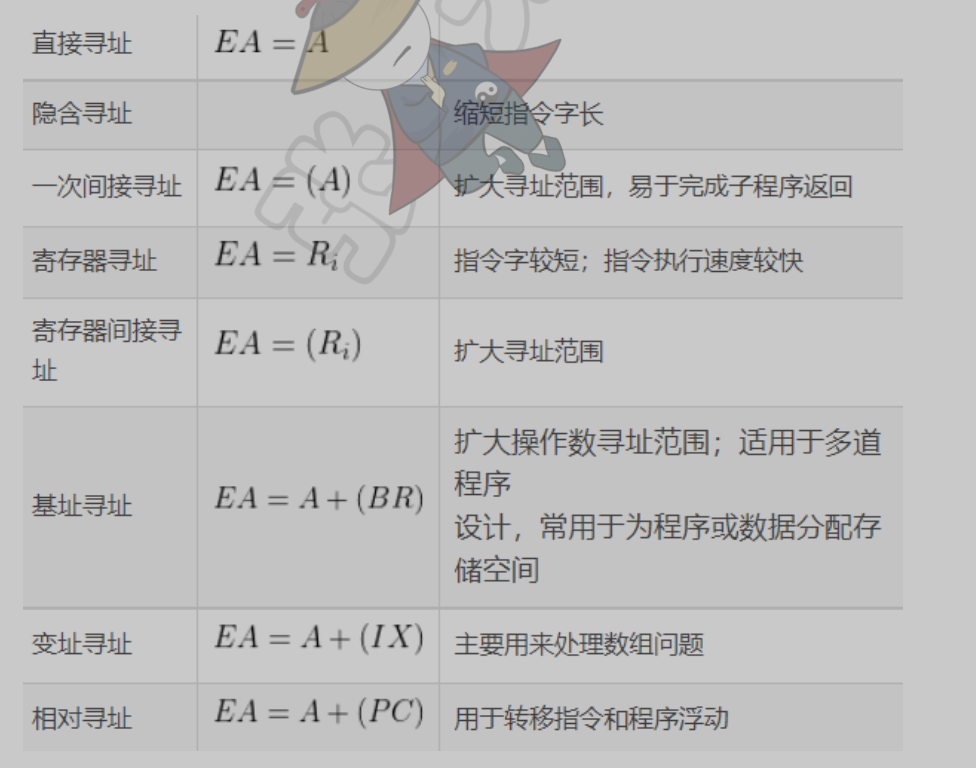 直接寻址 EA = A
隐含寻址 缩短指令字长
一次间接寻址 EA = (A) 扩大寻址范围，易于完成子程序返回
寄存器寻址 EA = Rᵢ 指令字较短；指令执行速度较快
寄存器间接寻
址 EA = (Rᵢ) 扩大寻址范围
基址寻址 EA = A + (BR) 扩大操作数寻址范围；适用于多道
程序
设计，常用于为程序或数据分配存
储空间
变址寻址 EA = A + (IX) 主要用来处理数组问题
相对寻址 EA = A + (PC) 用于转移指令和程序浮动